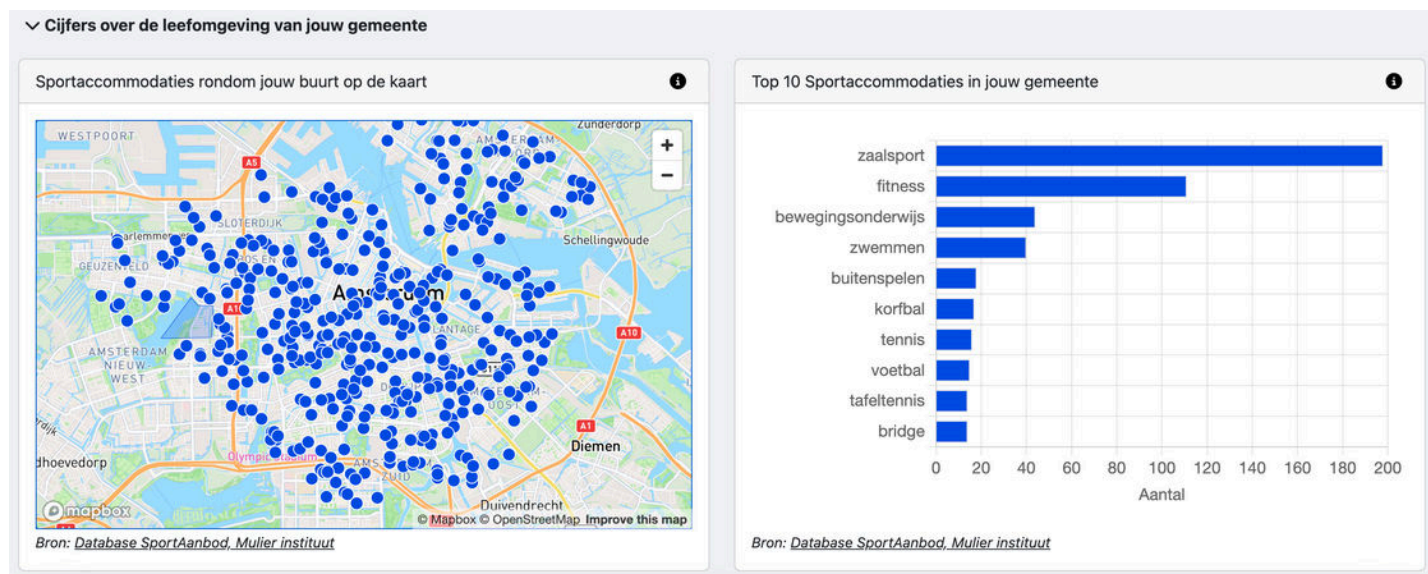 Cijfers over de leefomgeving van jouw gemeente
Sportaccommodaties rondom jouw buurt op de kaart
WESTPOORT
Zunderdorp
A5
SLOTERDIJK
Schellingwoude
GEUZENVELD
A10
AMSTERDAM
NIEUW-
WEST
A1
Diemen
Olympic Stadium
ZUID
Duivendrecht
mapbox
© Mapbox © OpenStreetMap Improve this map
Bron: Database SportAanbod, Mulier instituut
Top 10 Sportaccommodaties in jouw gemeente
zaalsport
fitness
bewegingsonderwijs
zwemmen
buitenspelen
korfbal
tennis
voetbal
tafeltennis
bridge
0 20 40 60 80 100 120 140 160 180 200
Aantal
Bron: Database SportAanbod, Mulier instituut